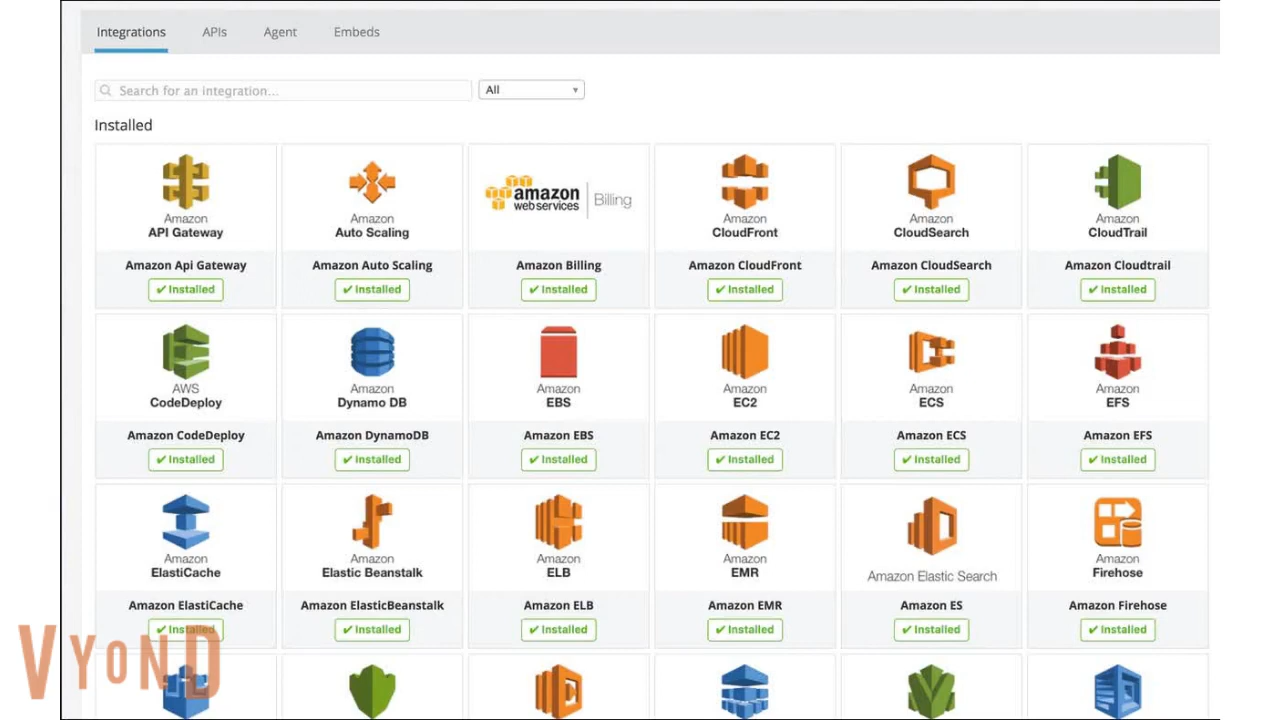 Integrations APIs Agent Embeds
Search for an integration... All
Installed
Amazon Amazon amazon Amazon Amazon Amazon
API Gateway Auto Scaling web services Billing CloudFront CloudSearch CloudTrail
Amazon Api Gateway Amazon Auto Scaling Amazon Billing Amazon CloudFront Amazon CloudSearch Amazon Cloudtrail
✔ Installed ✔ Installed ✔ Installed ✔ Installed ✔ Installed ✔ Installed
AWS Amazon Amazon Amazon Amazon Amazon
CodeDeploy Dynamo DB EBS EC2 ECS EFS
Amazon CodeDeploy Amazon DynamoDB Amazon EBS Amazon EC2 Amazon ECS Amazon EFS
✔ Installed ✔ Installed ✔ Installed ✔ Installed ✔ Installed ✔ Installed
Amazon Amazon Amazon Amazon Amazon
ElastiCache Elastic Beanstalk ELB EMR Amazon Elastic Search Firehose
Amazon ElastiCache Amazon ElasticBeanstalk Amazon ELB Amazon EMR Amazon ES Amazon Firehose
✔ Installed ✔ Installed ✔ Installed ✔ Installed ✔ Installed ✔ Installed
VYOND